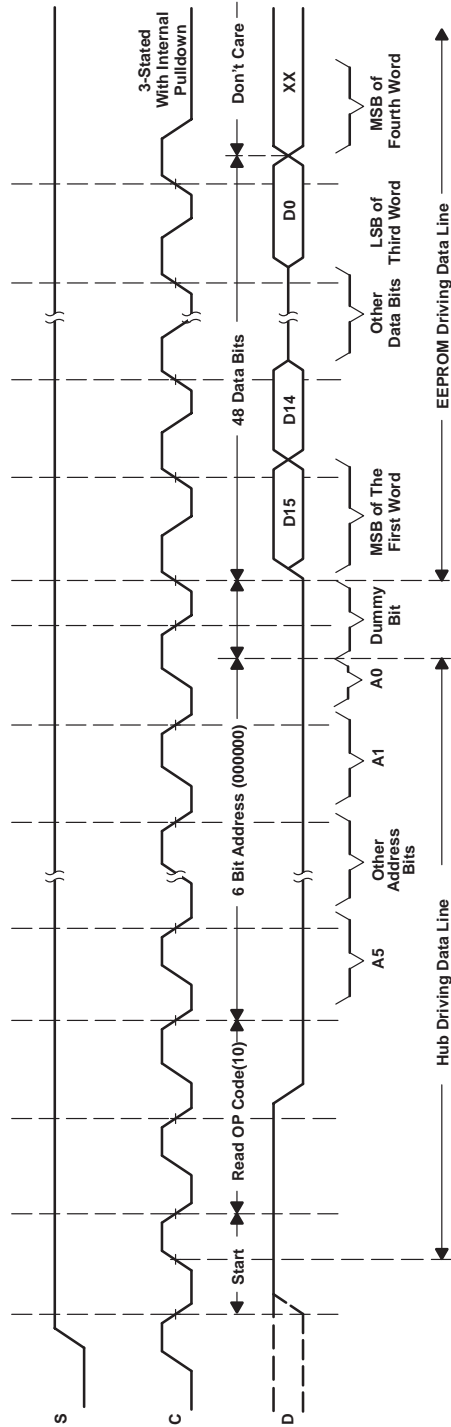 S
C
3-Stated
With Internal
Pulldown
Start
Read OP Code(10)
6 Bit Address (000000)
48 Data Bits
Don't Care
D
D15
D14
D0
XX
A5
Other
Address
Bits
A1
A0
Dummy
Bit
MSB of The
First Word
Other
Data Bits
LSB of
Third Word
MSB of
Fourth Word
Hub Driving Data Line
EEPROM Driving Data Line